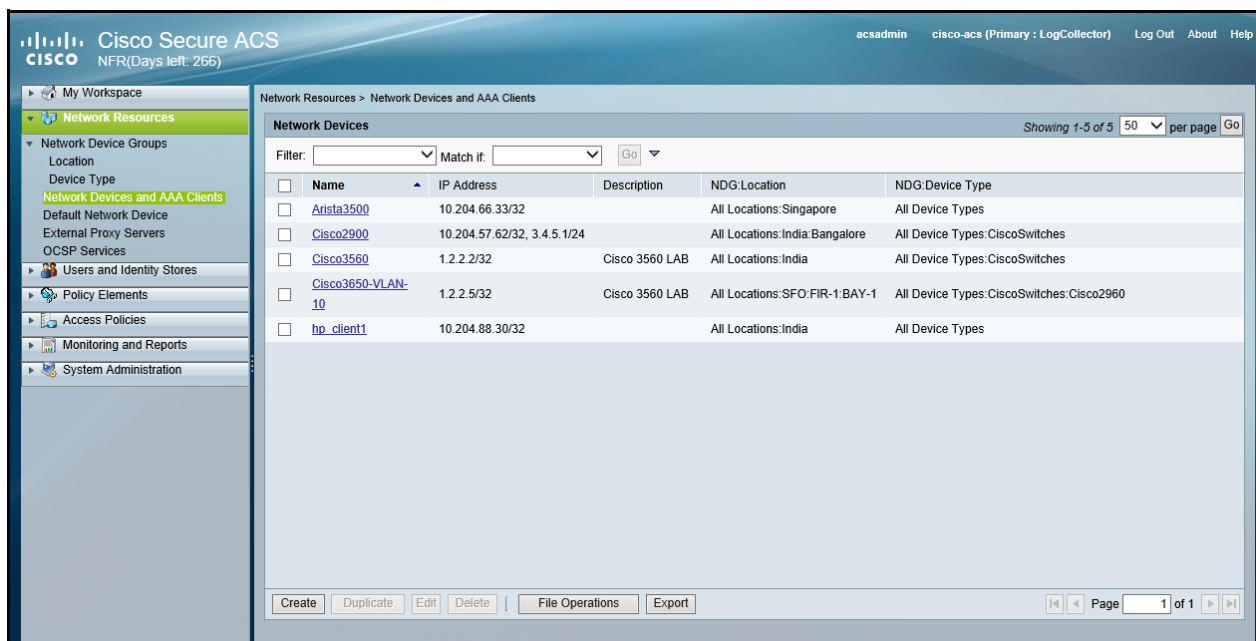 Cisco Secure ACS
CISCO NFR(Days left: 266)
acsadmin cisco-acs (Primary : LogCollector) Log Out About Help
My Workspace
Network Resources
Network Device Groups
Location
Device Type
Network Devices and AAA Clients
Default Network Device
External Proxy Servers
OCSP Services
Users and Identity Stores
Policy Elements
Access Policies
Monitoring and Reports
System Administration
Network Resources > Network Devices and AAA Clients
Network Devices Showing 1-5 of 5 50 per page Go
Filter: Match if: Go
Name IP Address Description NDG:Location NDG:Device Type
Arista3500 10.204.66.33/32 All Locations:Singapore All Device Types
Cisco2900 10.204.57.62/32, 3.4.5.1/24 All Locations:India:Bangalore All Device Types:CiscoSwitches
Cisco3560 1.2.2.2/32 Cisco 3560 LAB All Locations:India All Device Types:CiscoSwitches
Cisco3650-VLAN-
10 1.2.2.5/32 Cisco 3560 LAB All Locations:SFO:FIR-1:BAY-1 All Device Types:CiscoSwitches:Cisco2960
hp_client1 10.204.88.30/32 All Locations:India All Device Types
Create Duplicate Edit Delete | File Operations Export Page 1 of 1